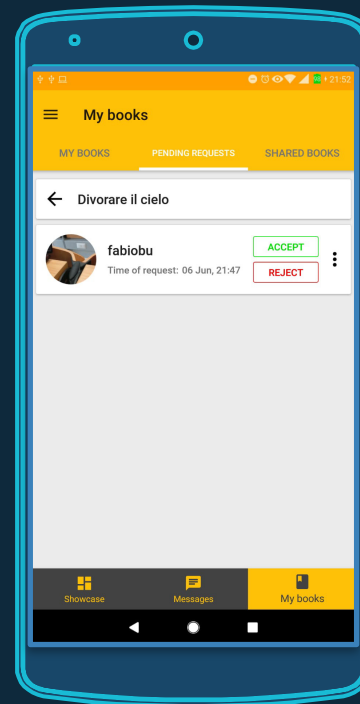 21:52
My books
MY BOOKS PENDING REQUESTS SHARED BOOKS
Divorare il cielo
fabiobu
Time of request: 06 Jun, 21:47
ACCEPT
REJECT
Showcase Messages My books